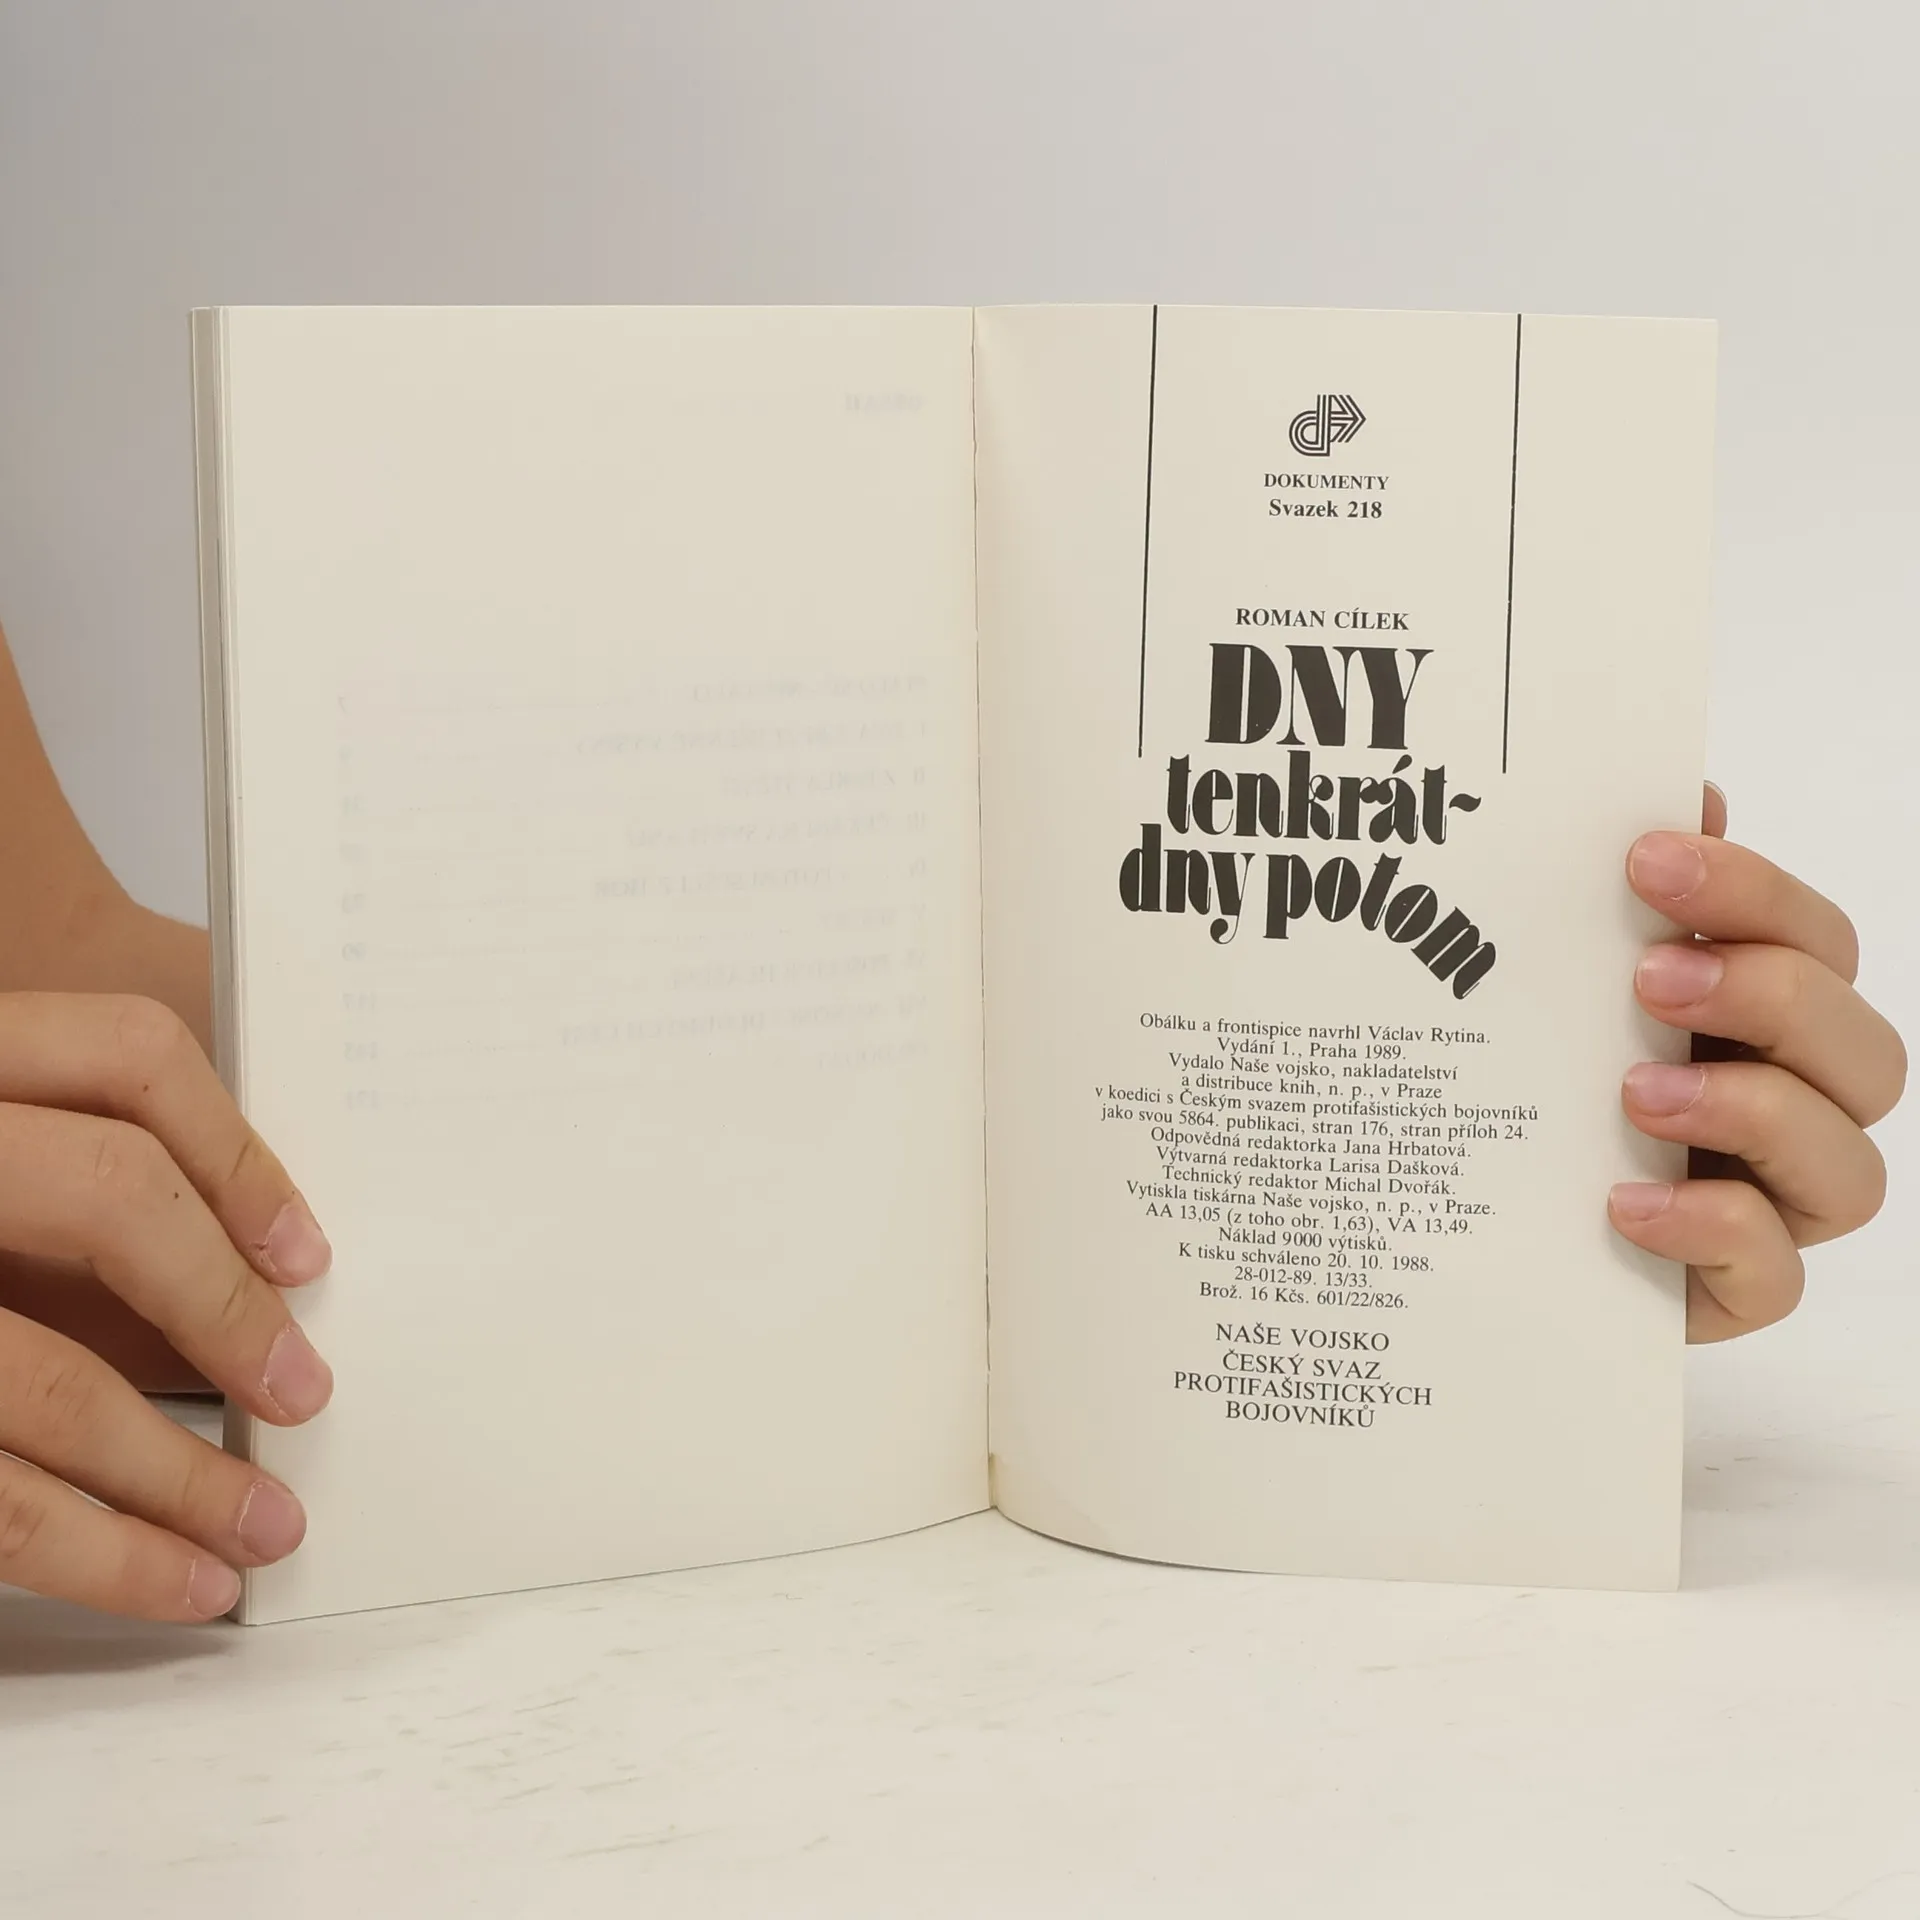 DOKUMENTY
Svazek 218
ROMAN CÍLEK
DNY
tenkrát-
dny potom
Obálku a frontispice navrhl Václav Rytina.
Vydání 1., Praha 1989.
Vydalo Naše vojsko, nakladatelství
a distribuce knih, n. p., v Praze
v koedici s Českým svazem protifašistických bojovníků
jako svou 5864. publikaci, stran 176, stran příloh 24.
Odpovědná redaktorka Jana Hrbatová.
Výtvarná redaktorka Larisa Dašková.
Technický redaktor Michal Dvořák.
Vytiskla tiskárna Naše vojsko, n. p., v Praze.
AA 13,05 (z toho obr. 1,63), VA 13,49.
Náklad 9000 výtisků.
K tisku schváleno 20. 10. 1988.
28-012-89. 13/33.
Brož. 16 Kčs. 601/22/826.
NAŠE VOJSKO
ČESKÝ SVAZ
PROTIFAŠISTICKÝCH
BOJOVNÍKŮ